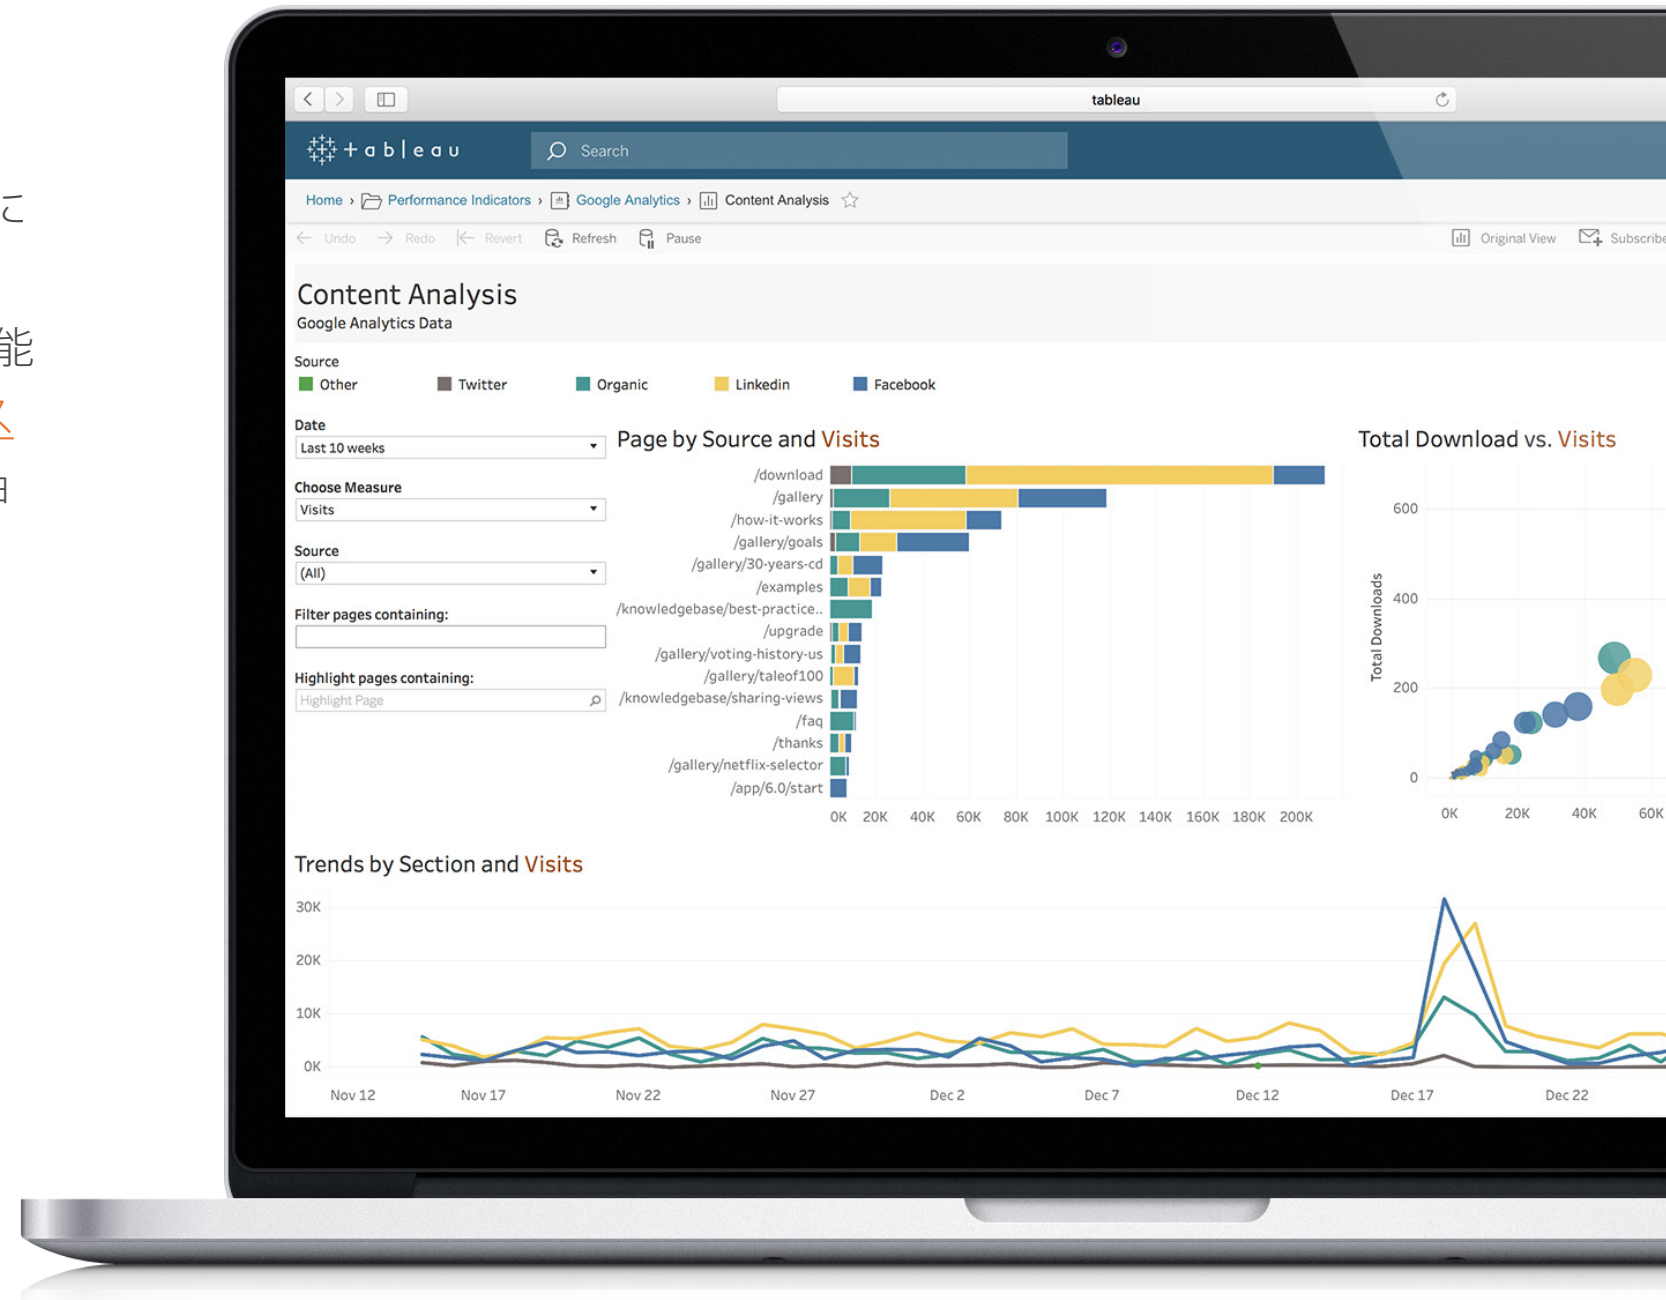 に
能
ス
tableau
+ a b l e a u
Search
Home › Performance Indicators › Google Analytics › Content Analysis
Undo Redo Revert Refresh Pause Original View Subscribe
Content Analysis
Google Analytics Data
Source
Other Twitter Organic Linkedin Facebook
Date
Last 10 weeks
Choose Measure
Visits
Source
(All)
Filter pages containing:
Highlight pages containing:
Highlight Page
Page by Source and Visits
/download
/gallery
/how-it-works
/gallery/goals
/gallery/30-years-cd
/examples
/knowledgebase/best-practice..
/upgrade
/gallery/voting-history-us
/gallery/taleof100
/knowledgebase/sharing-views
/faq
/thanks
/gallery/netflix-selector
/app/6.0/start
0K 20K 40K 60K 80K 100K 120K 140K 160K 180K 200K
Total Download vs. Visits
Total Downloads
600
400
200
0
0K 20K 40K 60K
Trends by Section and Visits
30K
20K
10K
0K
Nov 12 Nov 17 Nov 22 Nov 27 Dec 2 Dec 7 Dec 12 Dec 17 Dec 22